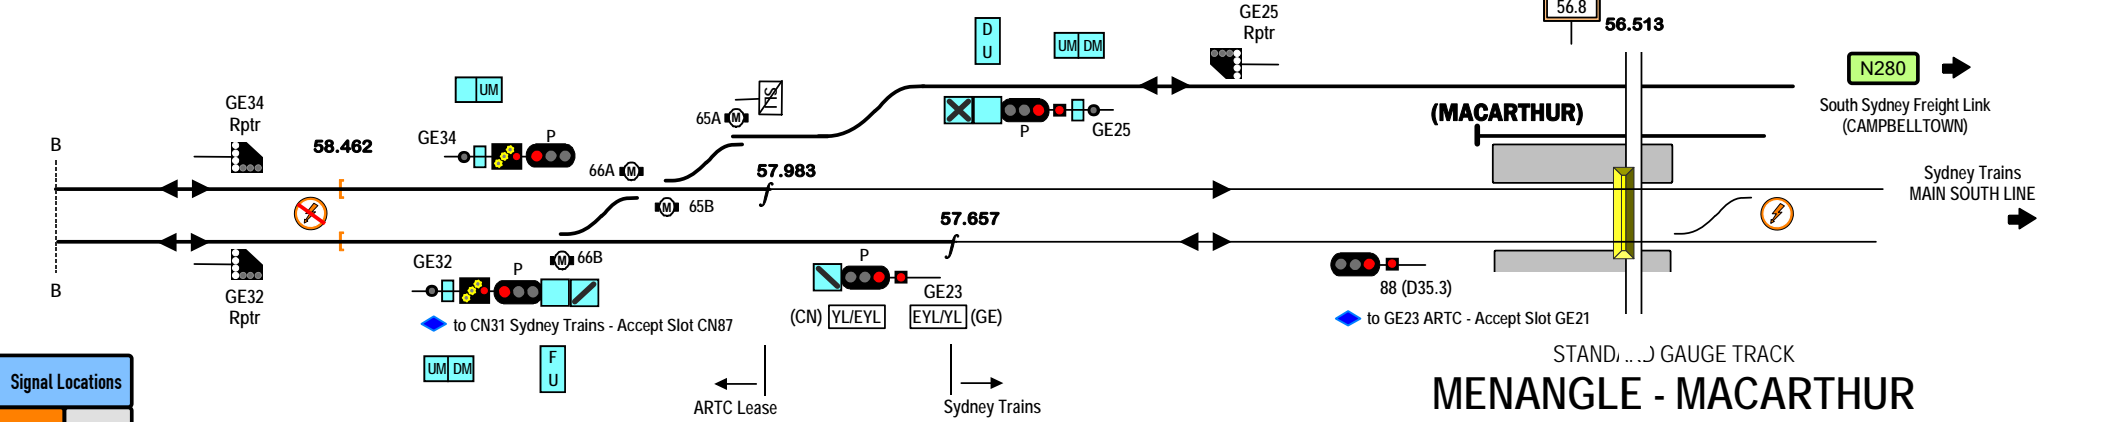 56.8
56.513
GE25
Rptr
D
U
UM DM
N280
South Sydney Freight Link
(CAMPBELLTOWN)
UM
SLI
GE34
Rptr
58.462
GE34
P
65A
M
P
GE25
(MACARTHUR)
B
66A
M
57.983
Sydney Trains
MAIN SOUTH LINE
M
65B
57.657
B
GE32
Rptr
GE32
P
M
66B
P
GE23
88 (D35.3)
(CN) YL/EYL
EYL/YL (GE)
to CN31 Sydney Trains - Accept Slot CN87
to GE23 ARTC - Accept Slot GE21
UM DM
F
U
GAUGE TRACK
MENANGLE - MACARTHUR
Signal Locations
ARTC Lease
Sydney Trains